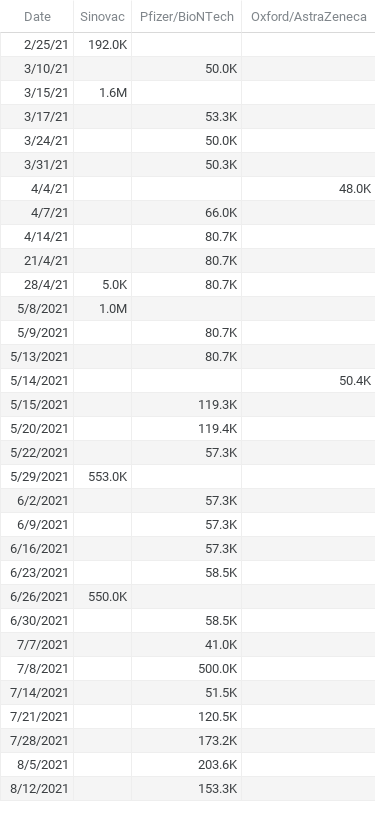 Date Sinovac Pfizer/BioNTech Oxford/AstraZeneca
2/25/21 192.0K
3/10/21 50.0K
3/15/21 1.6M
3/17/21 53.3K
3/24/21 50.0K
3/31/21 50.3K
4/4/21 48.0K
4/7/21 66.0K
4/14/21 80.7K
21/4/21 80.7K
28/4/21 5.0K 80.7K
5/8/2021 1.0M
5/9/2021 80.7K
5/13/2021 80.7K
5/14/2021 50.4K
5/15/2021 119.3K
5/20/2021 119.4K
5/22/2021 57.3K
5/29/2021 553.0K
6/2/2021 57.3K
6/9/2021 57.3K
6/16/2021 57.3K
6/23/2021 58.5K
6/26/2021 550.0K
6/30/2021 58.5K
7/7/2021 41.0K
7/8/2021 500.0K
7/14/2021 51.5K
7/21/2021 120.5K
7/28/2021 173.2K
8/5/2021 203.6K
8/12/2021 153.3K